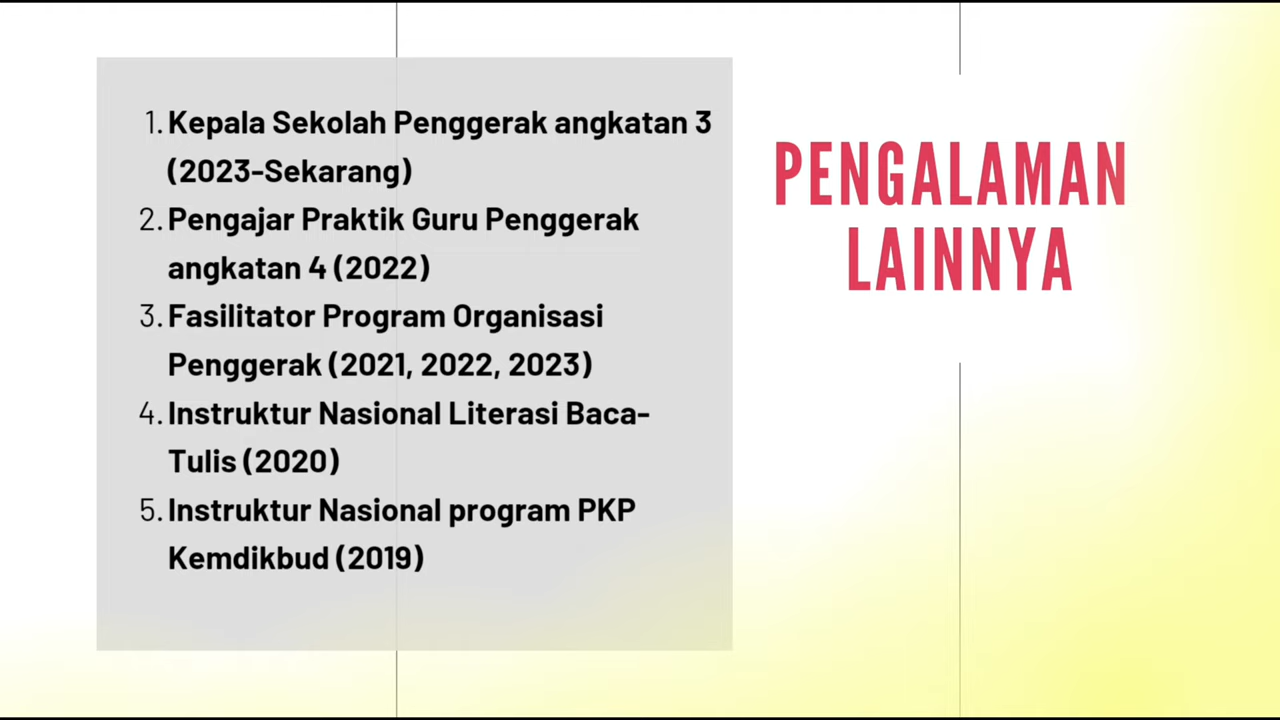 1. Kepala Sekolah Penggerak angkatan 3
(2023-Sekarang)
2. Pengajar Praktik Guru Penggerak
angkatan 4 (2022)
3. Fasilitator Program Organisasi
Penggerak (2021, 2022, 2023)
4. Instruktur Nasional Literasi Baca-
Tulis (2020)
5. Instruktur Nasional program PKP
Kemdikbud (2019)
PENGALAMAN
LAINNYA